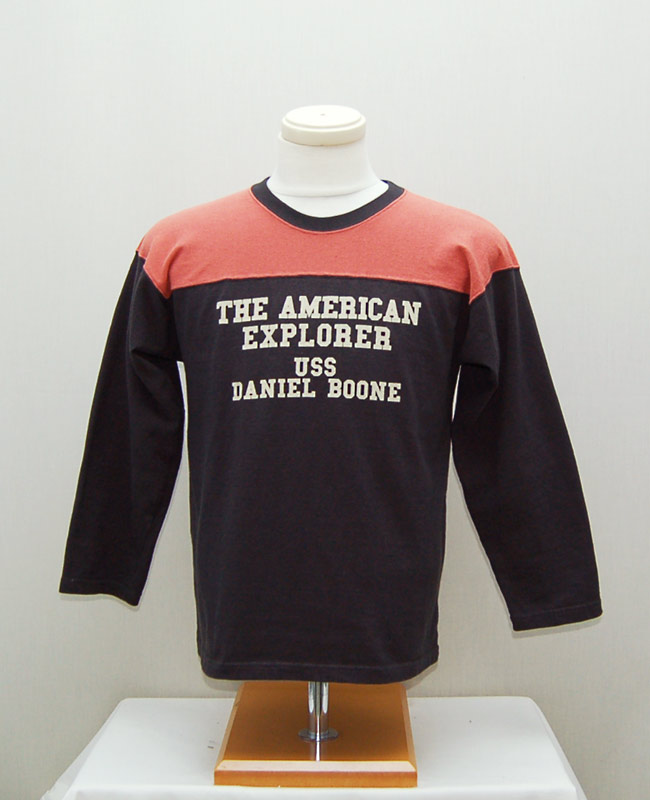 THE AMERICAN
EXPLORER
USS
DANIEL BOONE